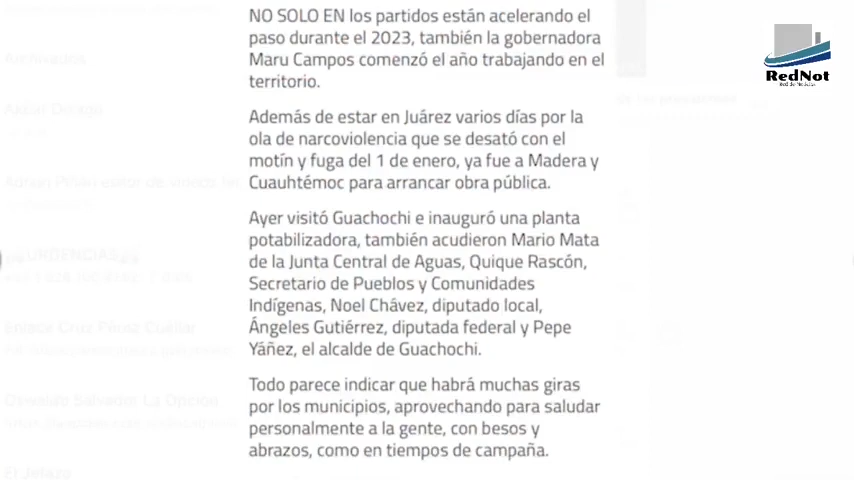 NO SOLO EN los partidos están acelerando el
paso durante el 2023, también la gobernadora
Maru Campos comenzó el año trabajando en el
territorio.
Además de estar en Juárez varios días por la
ola de narcoviolencia que se desató con el
motín y fuga del 1 de enero, ya fue a Madera y
Cuauhtémoc para arrancar obra pública.
Ayer visitó Guachochi e inauguró una planta
potabilizadora, también acudieron Mario Mata
de la Junta Central de Aguas, Quique Rascón,
Secretario de Pueblos y Comunidades
Indígenas, Noel Chávez, diputado local,
Ángeles Gutiérrez, diputada federal y Pepe
Yáñez, el alcalde de Guachochi.
Todo parece indicar que habrá muchas giras
por los municipios, aprovechando para saludar
personalmente a la gente, con besos y
abrazos, como en tiempos de campaña.
RedNot
Red de Noticias